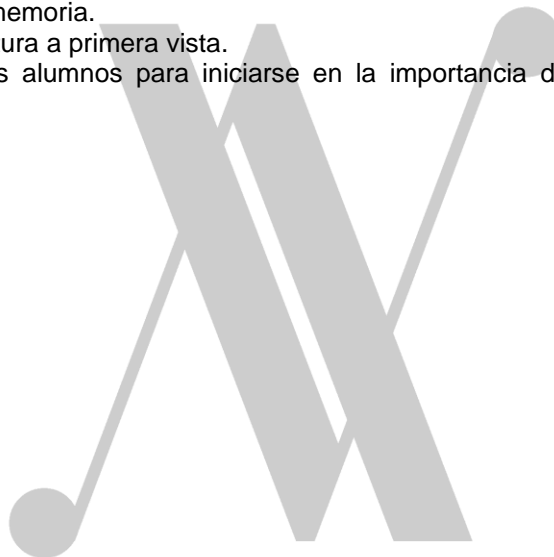 memoria.
ura a primera vista.
s alumnos para iniciarse en la importancia d